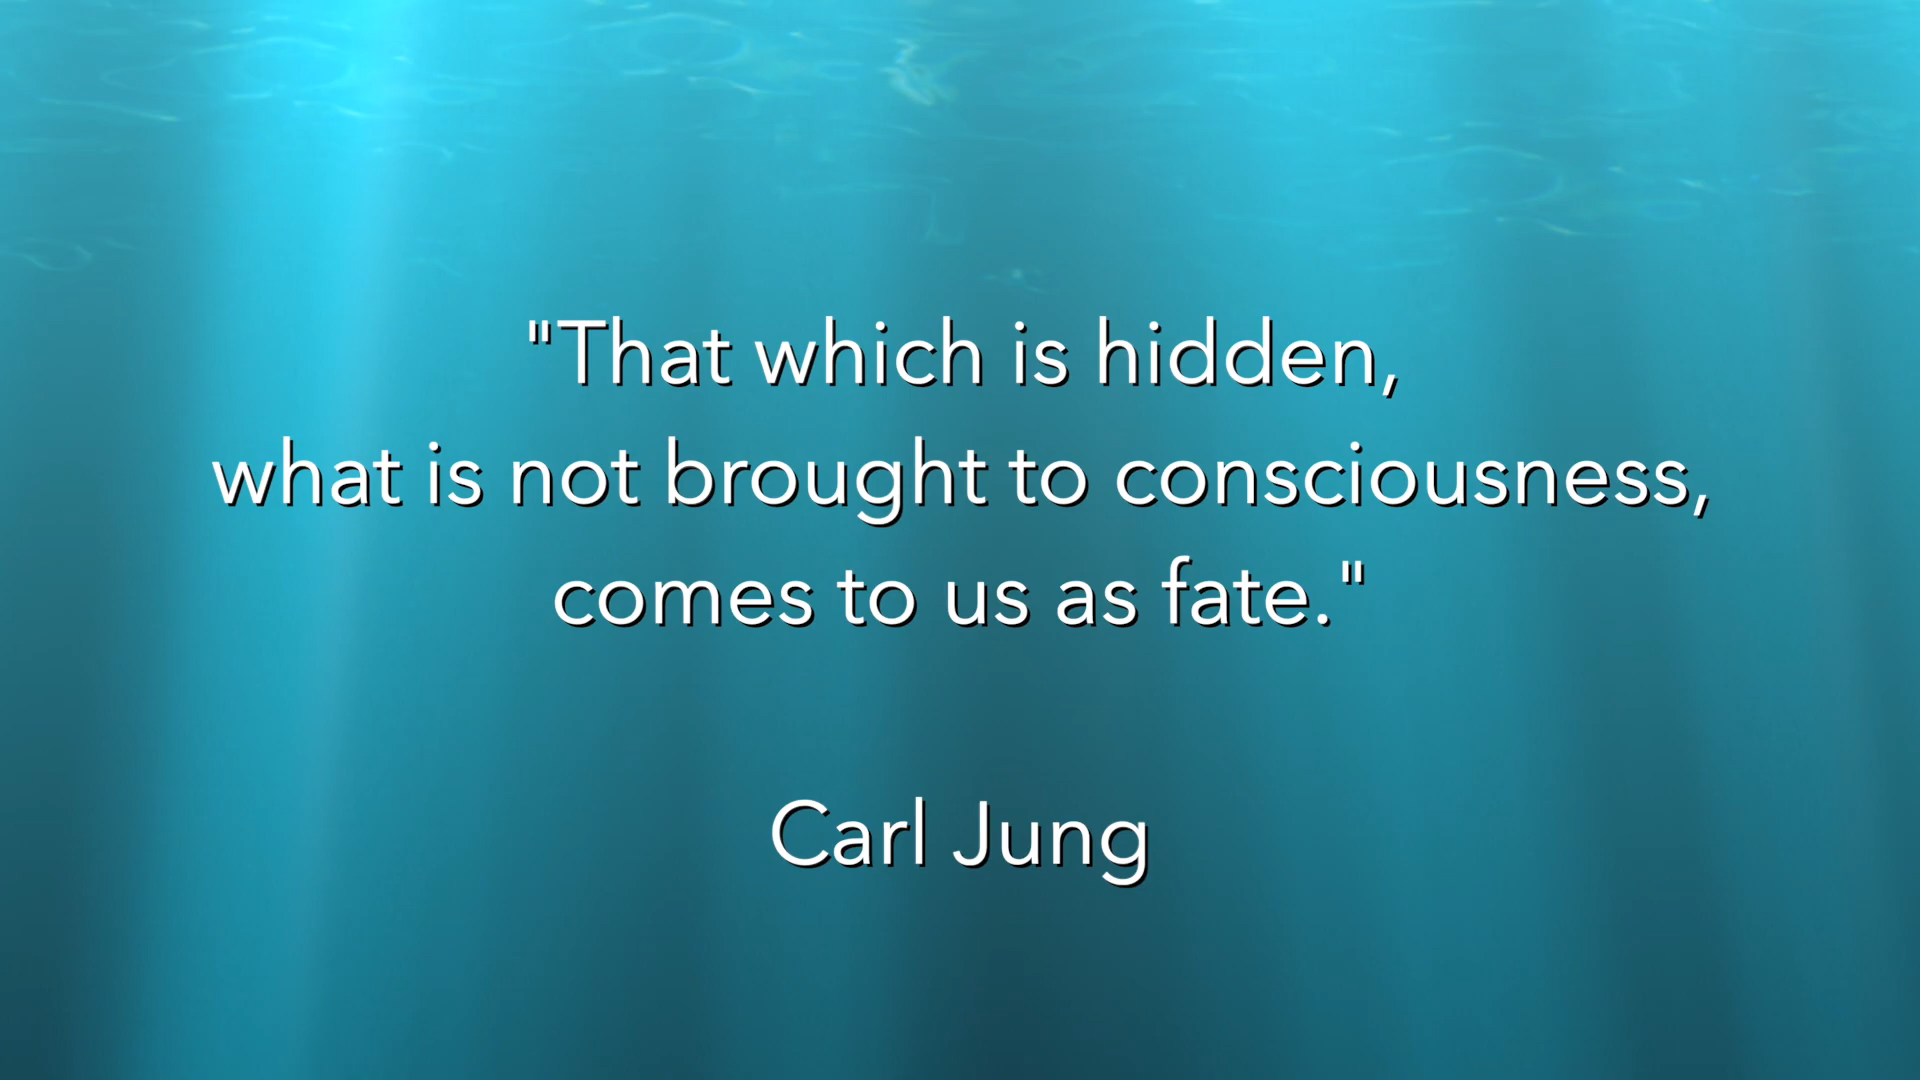 "That which is hidden,
what is not brought to consciousness,
comes to us as fate."
Carl Jung